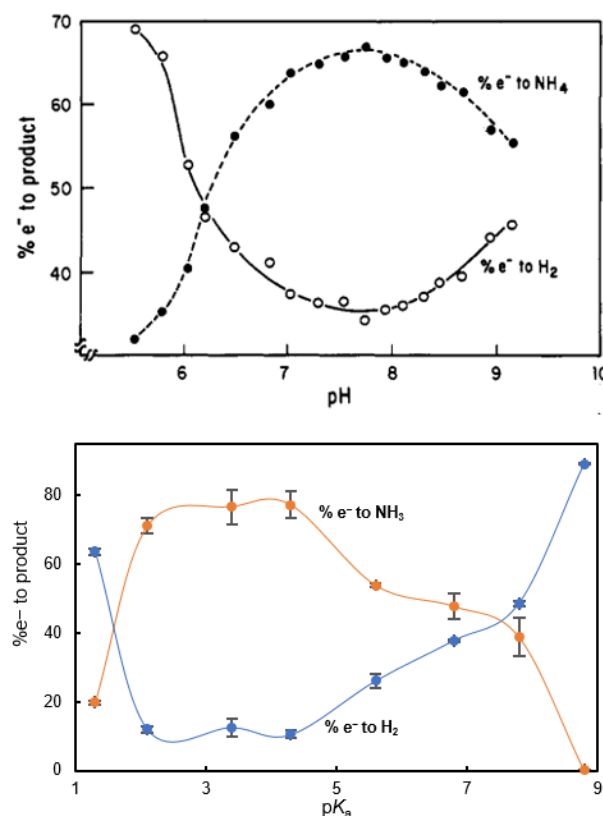 70
60
50
40
% e⁻ to product
% e⁻ to NH₄
% e⁻ to H₂
6
7
8
9
10
pH
80
60
40
20
0
%e− to product
% e⁻ to NH₃
% e⁻ to H₂
1
3
5
7
9
pKₐ